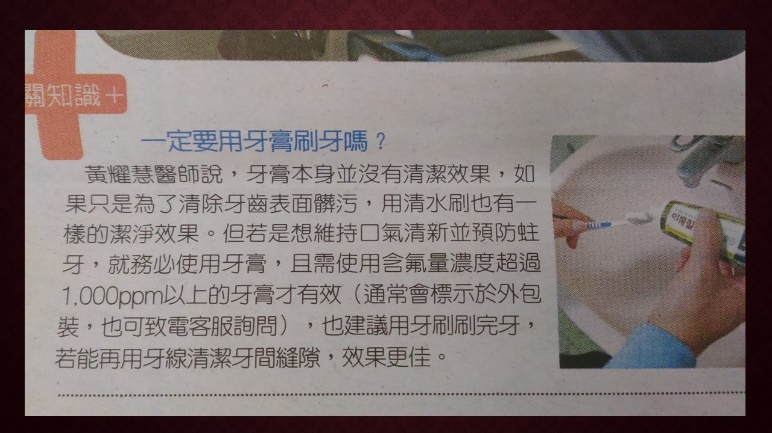 關知識＋
一定要用牙膏刷牙嗎？
黃耀慧醫師說，牙膏本身並沒有清潔效果，如
果只是為了清除牙齒表面髒污，用清水刷也有一
樣的潔淨效果。但若是想維持口氣清新並預防蛀
牙，就務必使用牙膏，且需使用含氟量濃度超過
1,000ppm以上的牙膏才有效（通常會標示於外包
裝，也可致電客服詢問），也建議用牙刷刷完牙，
若能再用牙線清潔牙間縫隙，效果更佳。